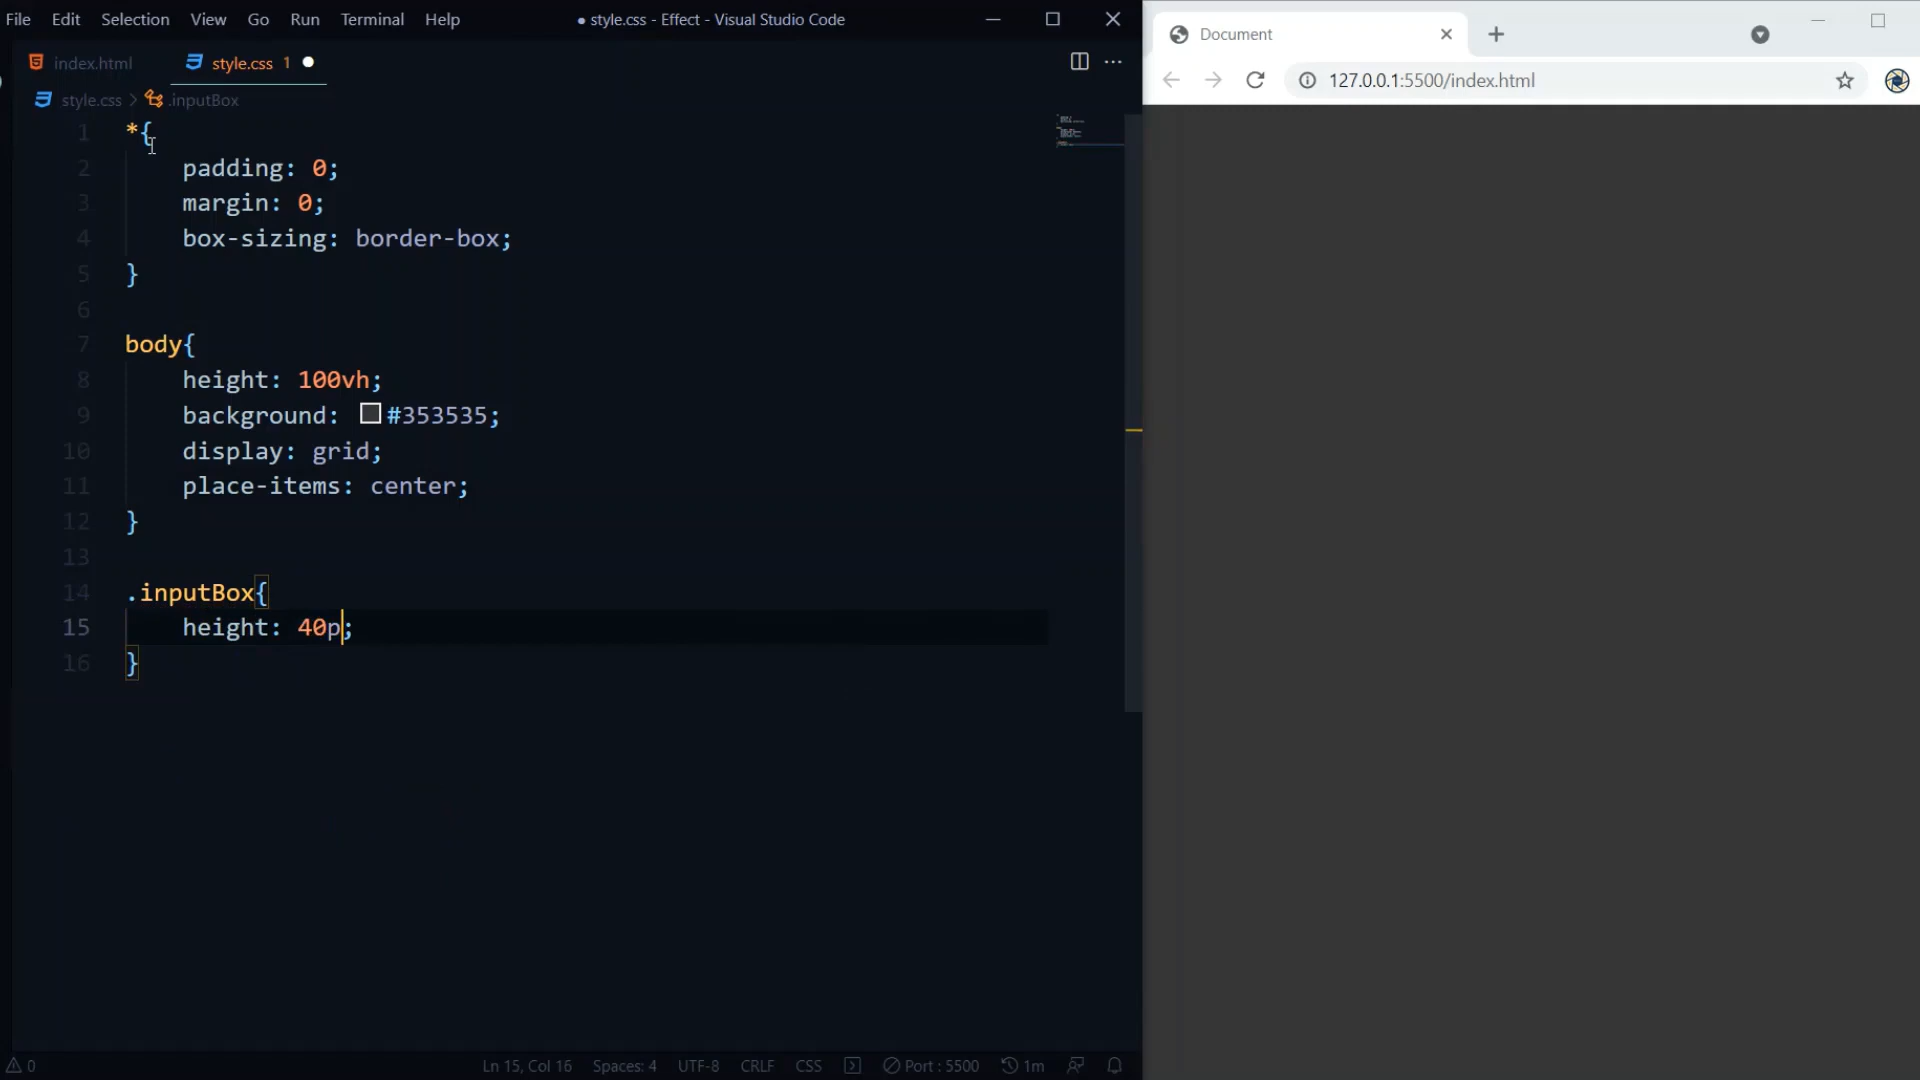 File Edit Selection View Go Run Terminal Help ● style.css - Effect - Visual Studio Code
index.html style.css 1
style.css > .inputBox
1 *{
2 padding: 0;
3 margin: 0;
4 box-sizing: border-box;
5 }
6
7 body{
8 height: 100vh;
9 background: #353535;
10 display: grid;
11 place-items: center;
12 }
13
14 .inputBox{
15 height: 40p;
16 }
0 Ln 15, Col 16 Spaces: 4 UTF-8 CRLF CSS Port : 5500 1m
Document
127.0.0.1:5500/index.html